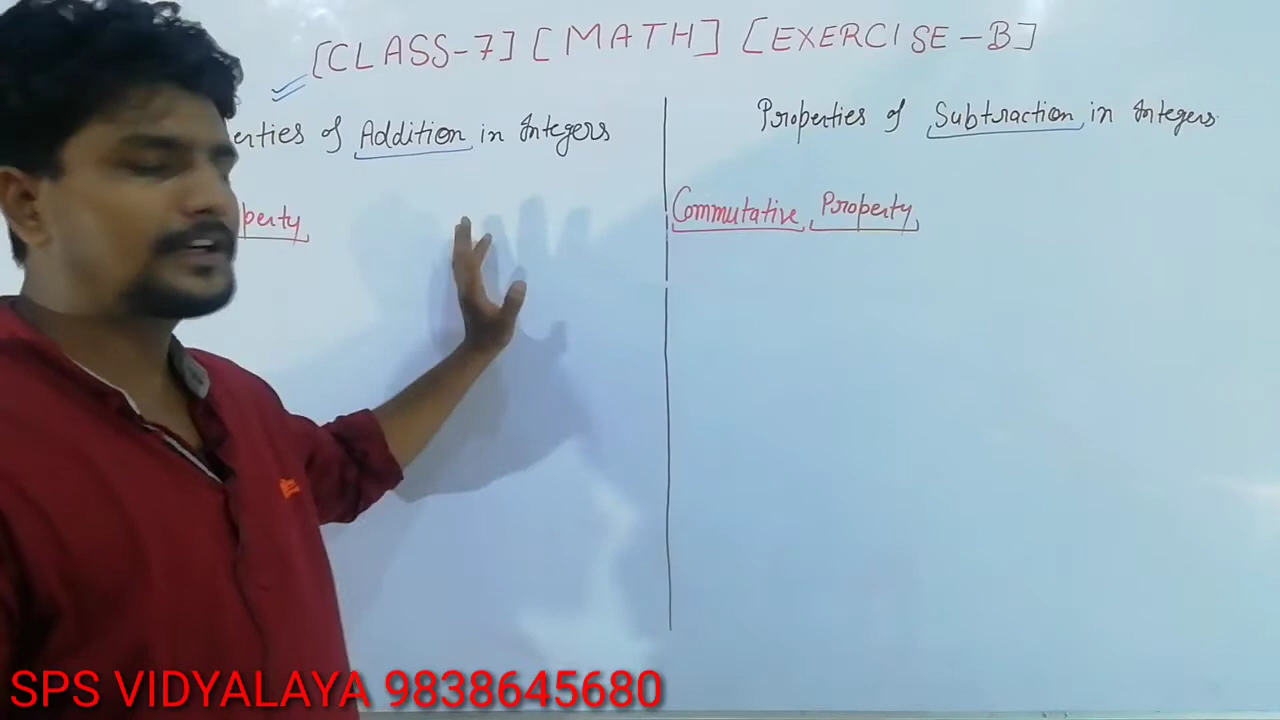 [CLASS-7] [MATH] [EXERCISE-B]
erties of Addition in Integers
perty
Properties of Subtraction in Integers
Commutative Property
SPS VIDYALAYA 9838645680